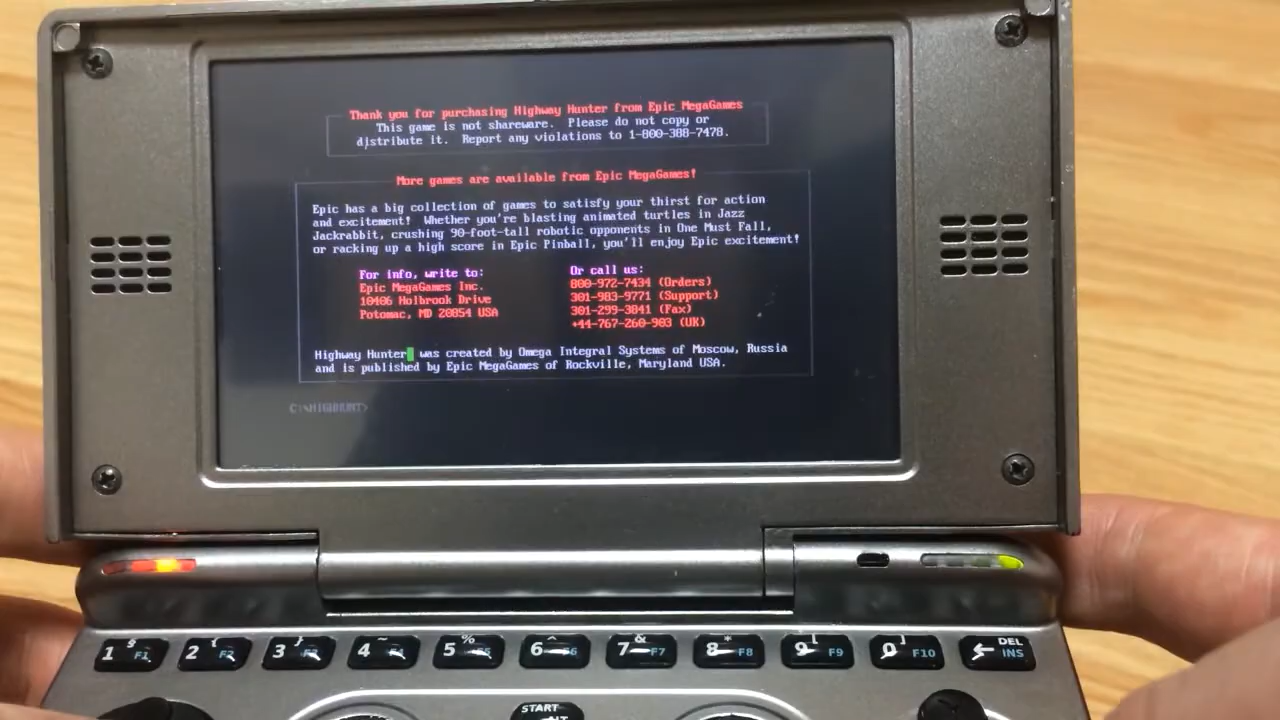 Thank you for purchasing Highway Hunter from Epic MegaGames
This game is not shareware. Please do not copy or
distribute it. Report any violations to 1-800-388-7478.
More games are available from Epic MegaGames!
Epic has a big collection of games to satisfy your thirst for action
and excitement! Whether you're blasting animated turtles in Jazz
Jackrabbit, crushing 90-foot-tall robotic opponents in One Must Fall,
or racking up a high score in Epic Pinball, you'll enjoy Epic excitement!
For info, write to:
Epic MegaGames Inc.
10406 Holbrook Drive
Potomac, MD 20854 USA
Or call us:
800-972-7434 (Orders)
301-983-9771 (Support)
301-299-3841 (Fax)
+44-767-260-903 (UK)
Highway Hunter was created by Omega Integral Systems of Moscow, Russia
and is published by Epic MegaGames of Rockville, Maryland USA.
C:\HIGHHUNT>
1 $ F1 2 { F2 3 } F3 4 ~ F4 5 % F5 6 ^ F6 7 & F7 8 * F8 9 [ F9 0 ] F10 DEL INS
START